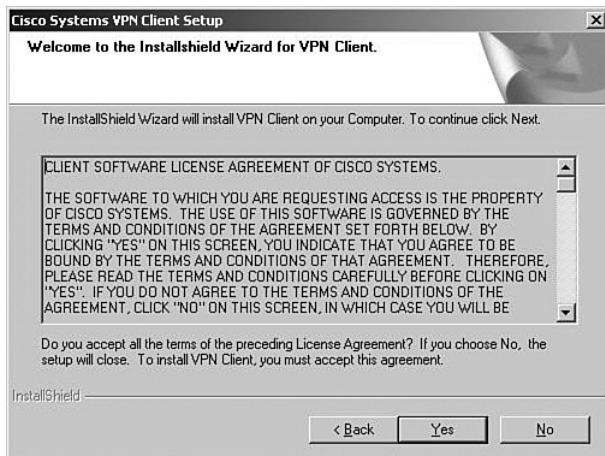 Cisco Systems VPN Client Setup
Welcome to the Installshield Wizard for VPN Client.
The InstallShield Wizard will install VPN Client on your Computer. To continue click Next.
CLIENT SOFTWARE LICENSE AGREEMENT OF CISCO SYSTEMS.
THE SOFTWARE TO WHICH YOU ARE REQUESTING ACCESS IS THE PROPERTY
OF CISCO SYSTEMS. THE USE OF THIS SOFTWARE IS GOVERNED BY THE
TERMS AND CONDITIONS OF THE AGREEMENT SET FORTH BELOW. BY
CLICKING "YES" ON THIS SCREEN, YOU INDICATE THAT YOU AGREE TO BE
BOUND BY THE TERMS AND CONDITIONS OF THAT AGREEMENT. THEREFORE,
PLEASE READ THE TERMS AND CONDITIONS CAREFULLY BEFORE CLICKING ON
"YES". IF YOU DO NOT AGREE TO THE TERMS AND CONDITIONS OF THE
AGREEMENT, CLICK "NO" ON THIS SCREEN, IN WHICH CASE YOU WILL BE
Do you accept all the terms of the preceding License Agreement? If you choose No, the
setup will close. To install VPN Client, you must accept this agreement.
InstallShield
< Back
Yes
No